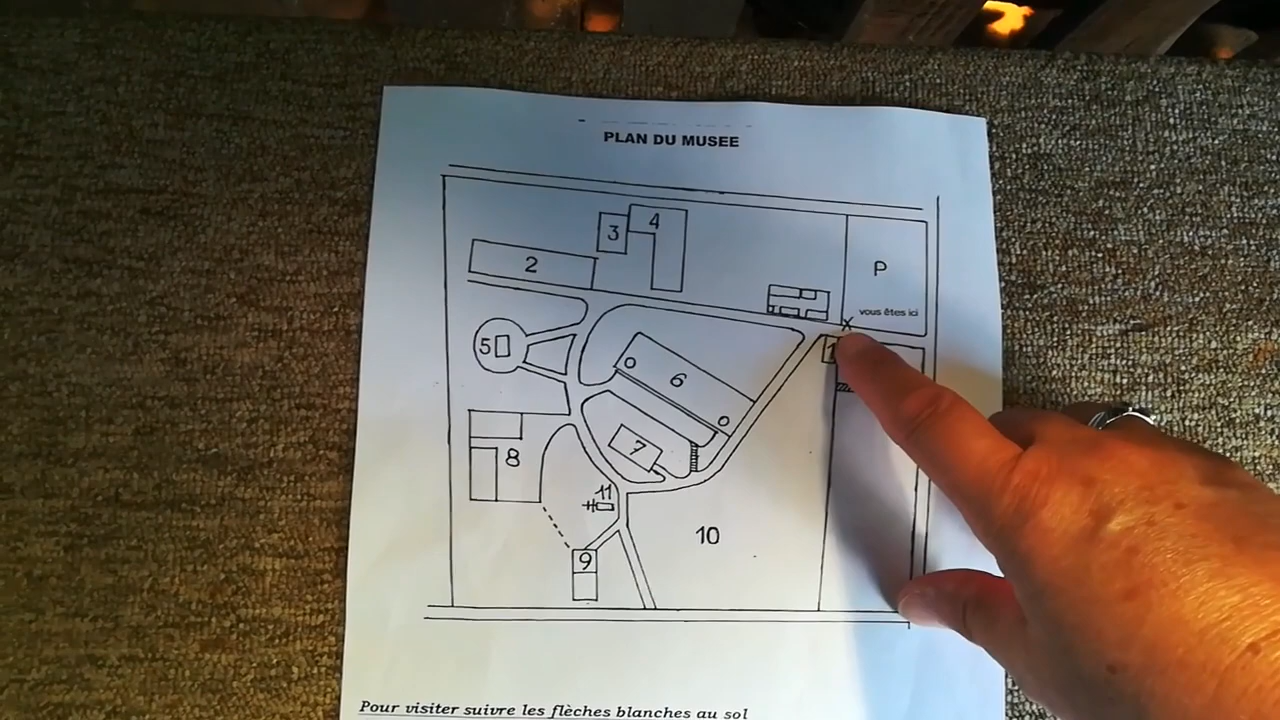 PLAN DU MUSEE
4
3
2
P
vous êtes ici
X
1
5
6
7
8
11
10
9
Pour visiter suivre les flèches blanches au sol